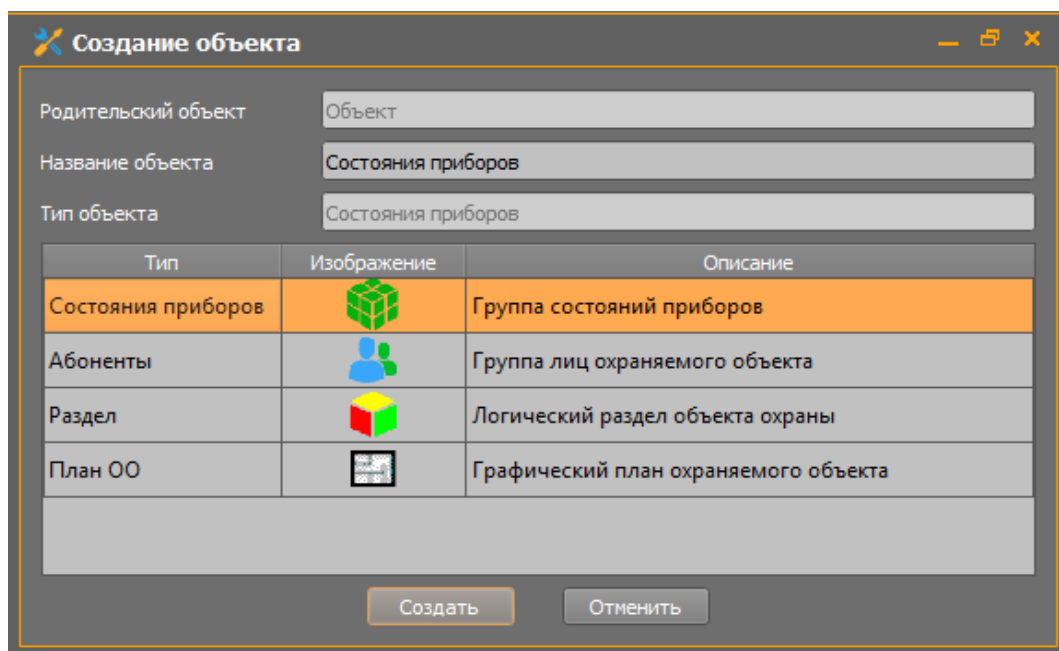 Создание объекта
Родительский объект Объект
Название объекта Состояния приборов
Тип объекта Состояния приборов
Тип Изображение Описание
Состояния приборов Группа состояний приборов
Абоненты Группа лиц охраняемого объекта
Раздел Логический раздел объекта охраны
План ОО Графический план охраняемого объекта
Создать Отменить